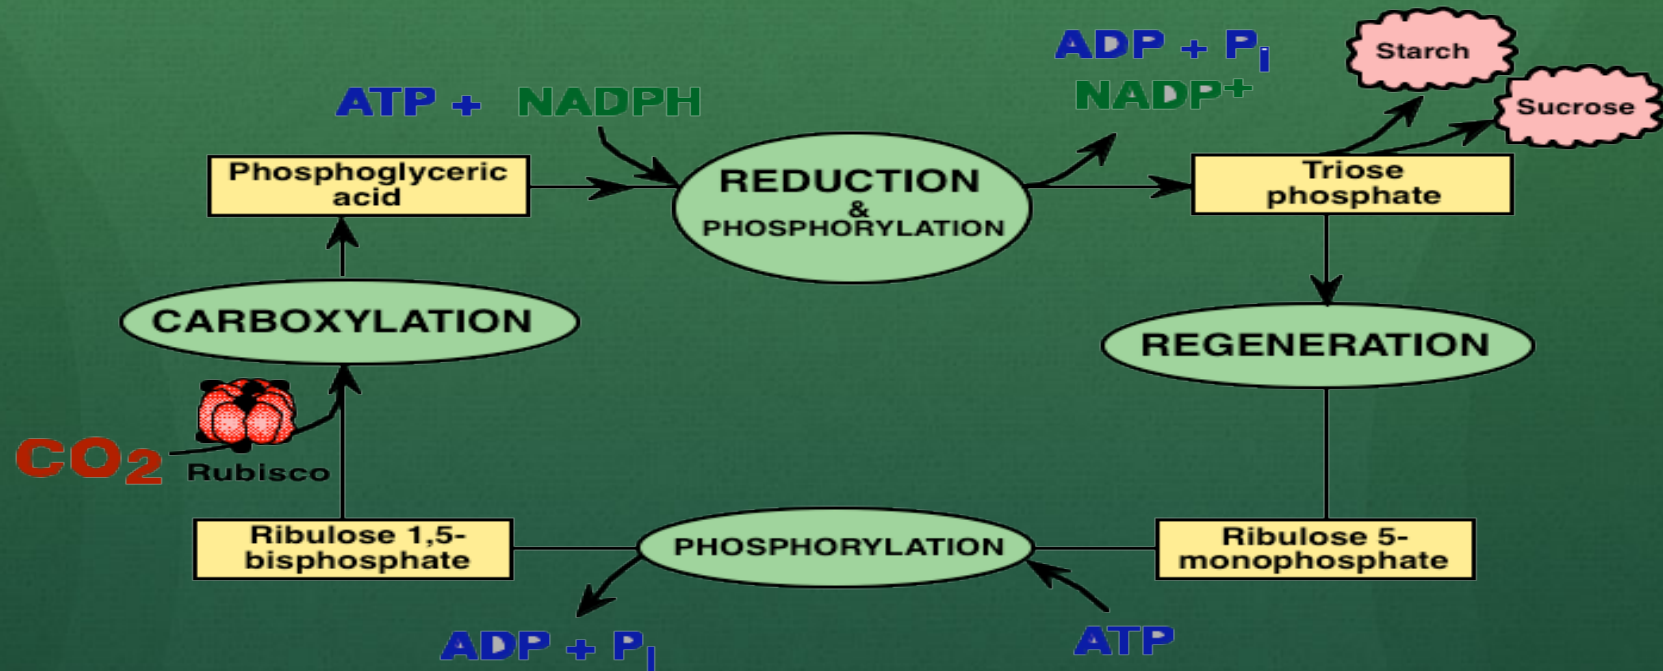 ADP + Pi
Starch
NADP+
Sucrose
ATP + NADPH
Phosphoglyceric
acid
REDUCTION
&
PHOSPHORYLATION
Triose
phosphate
CARBOXYLATION
REGENERATION
CO2
Rubisco
Ribulose 1,5-
bisphosphate
PHOSPHORYLATION
Ribulose 5-
monophosphate
ADP + Pi
ATP